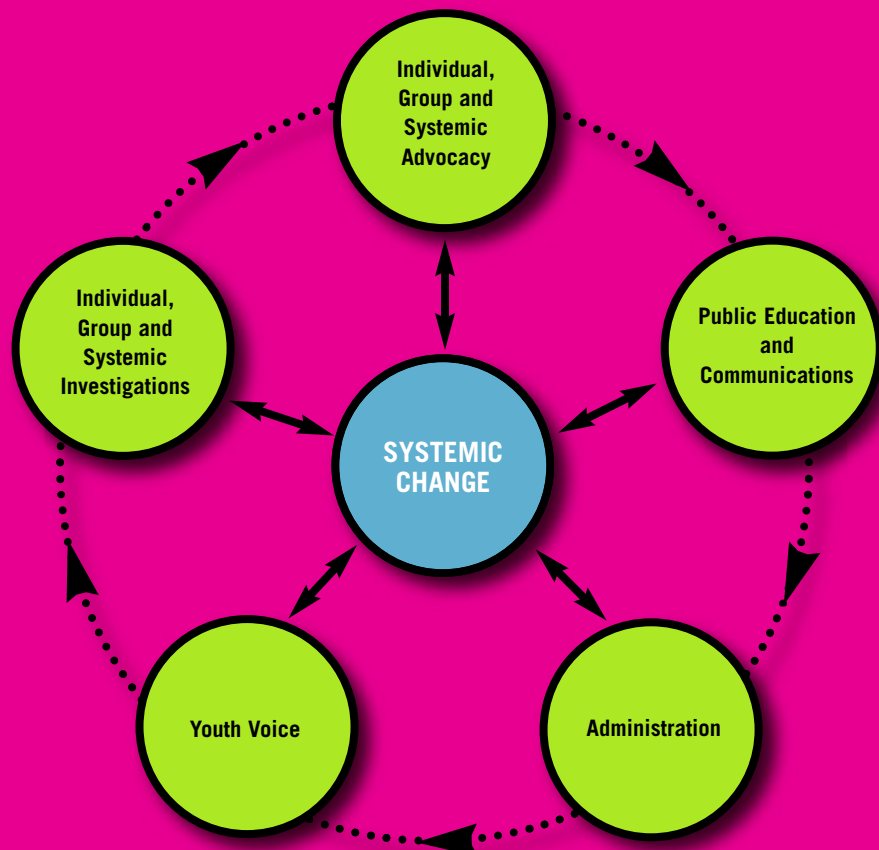 Individual,
Group and
Systemic
Advocacy
Individual,
Group and
Systemic
Investigations
Public Education
and
Communications
SYSTEMIC
CHANGE
Youth Voice
Administration